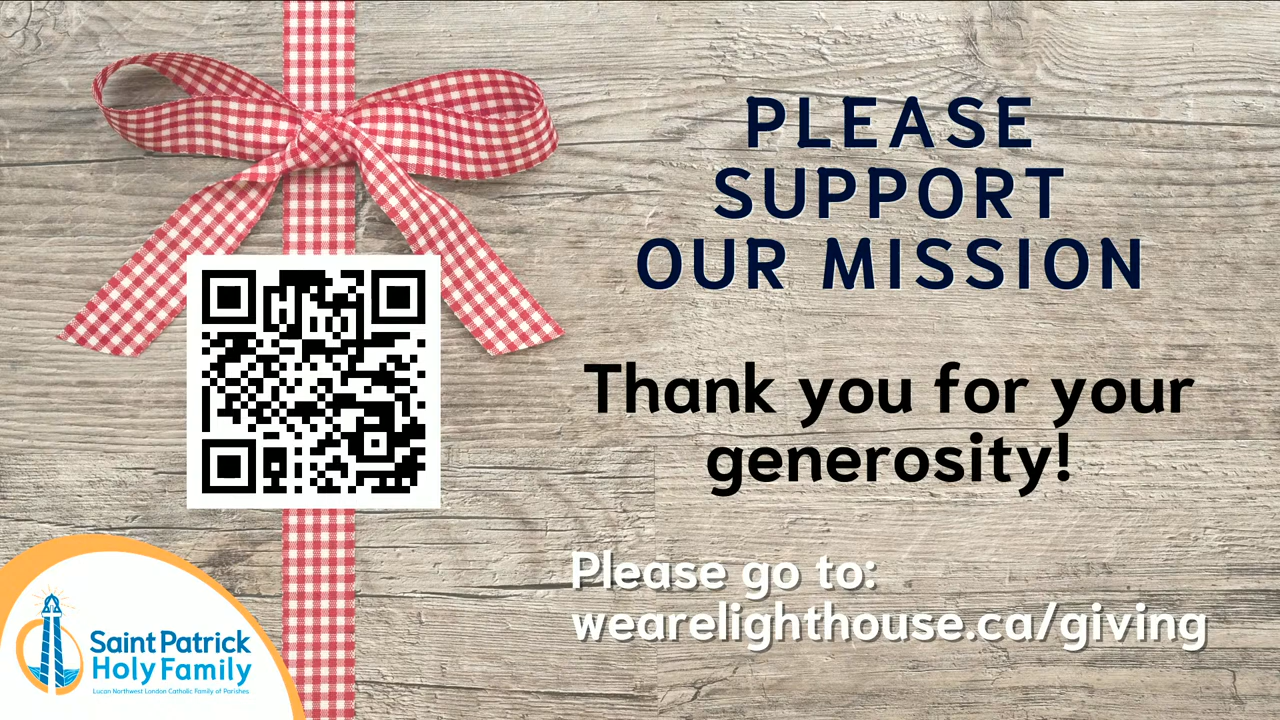 PLEASE
SUPPORT
OUR MISSION
Thank you for your
generosity!
Please go to:
wearelighthouse.ca/giving
Saint Patrick
Holy Family
Lucan Northwest London Catholic Family of Parishes